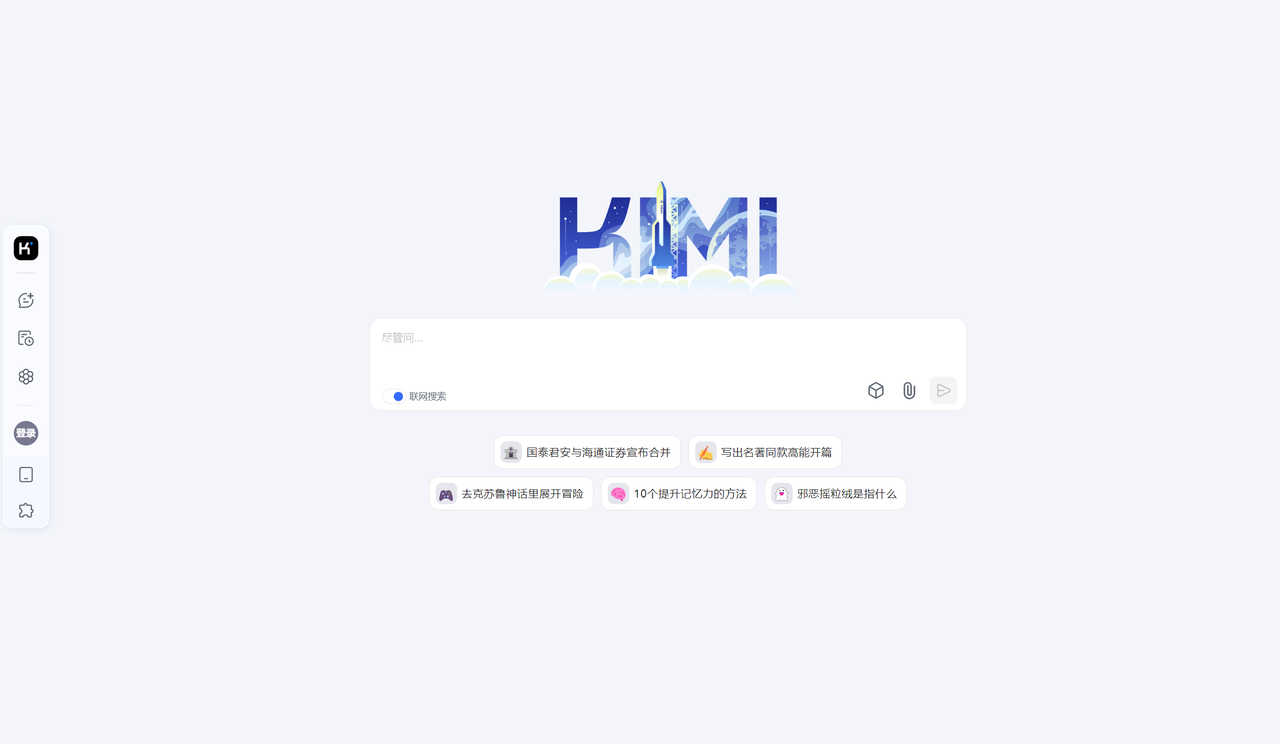 KIMI
K
尽管问...
联网搜索
国泰君安与海通证券宣布合并
写出名著同款高能开篇
去克苏鲁神话里展开冒险
10个提升记忆力的方法
邪恶摇粒绒是指什么
登录